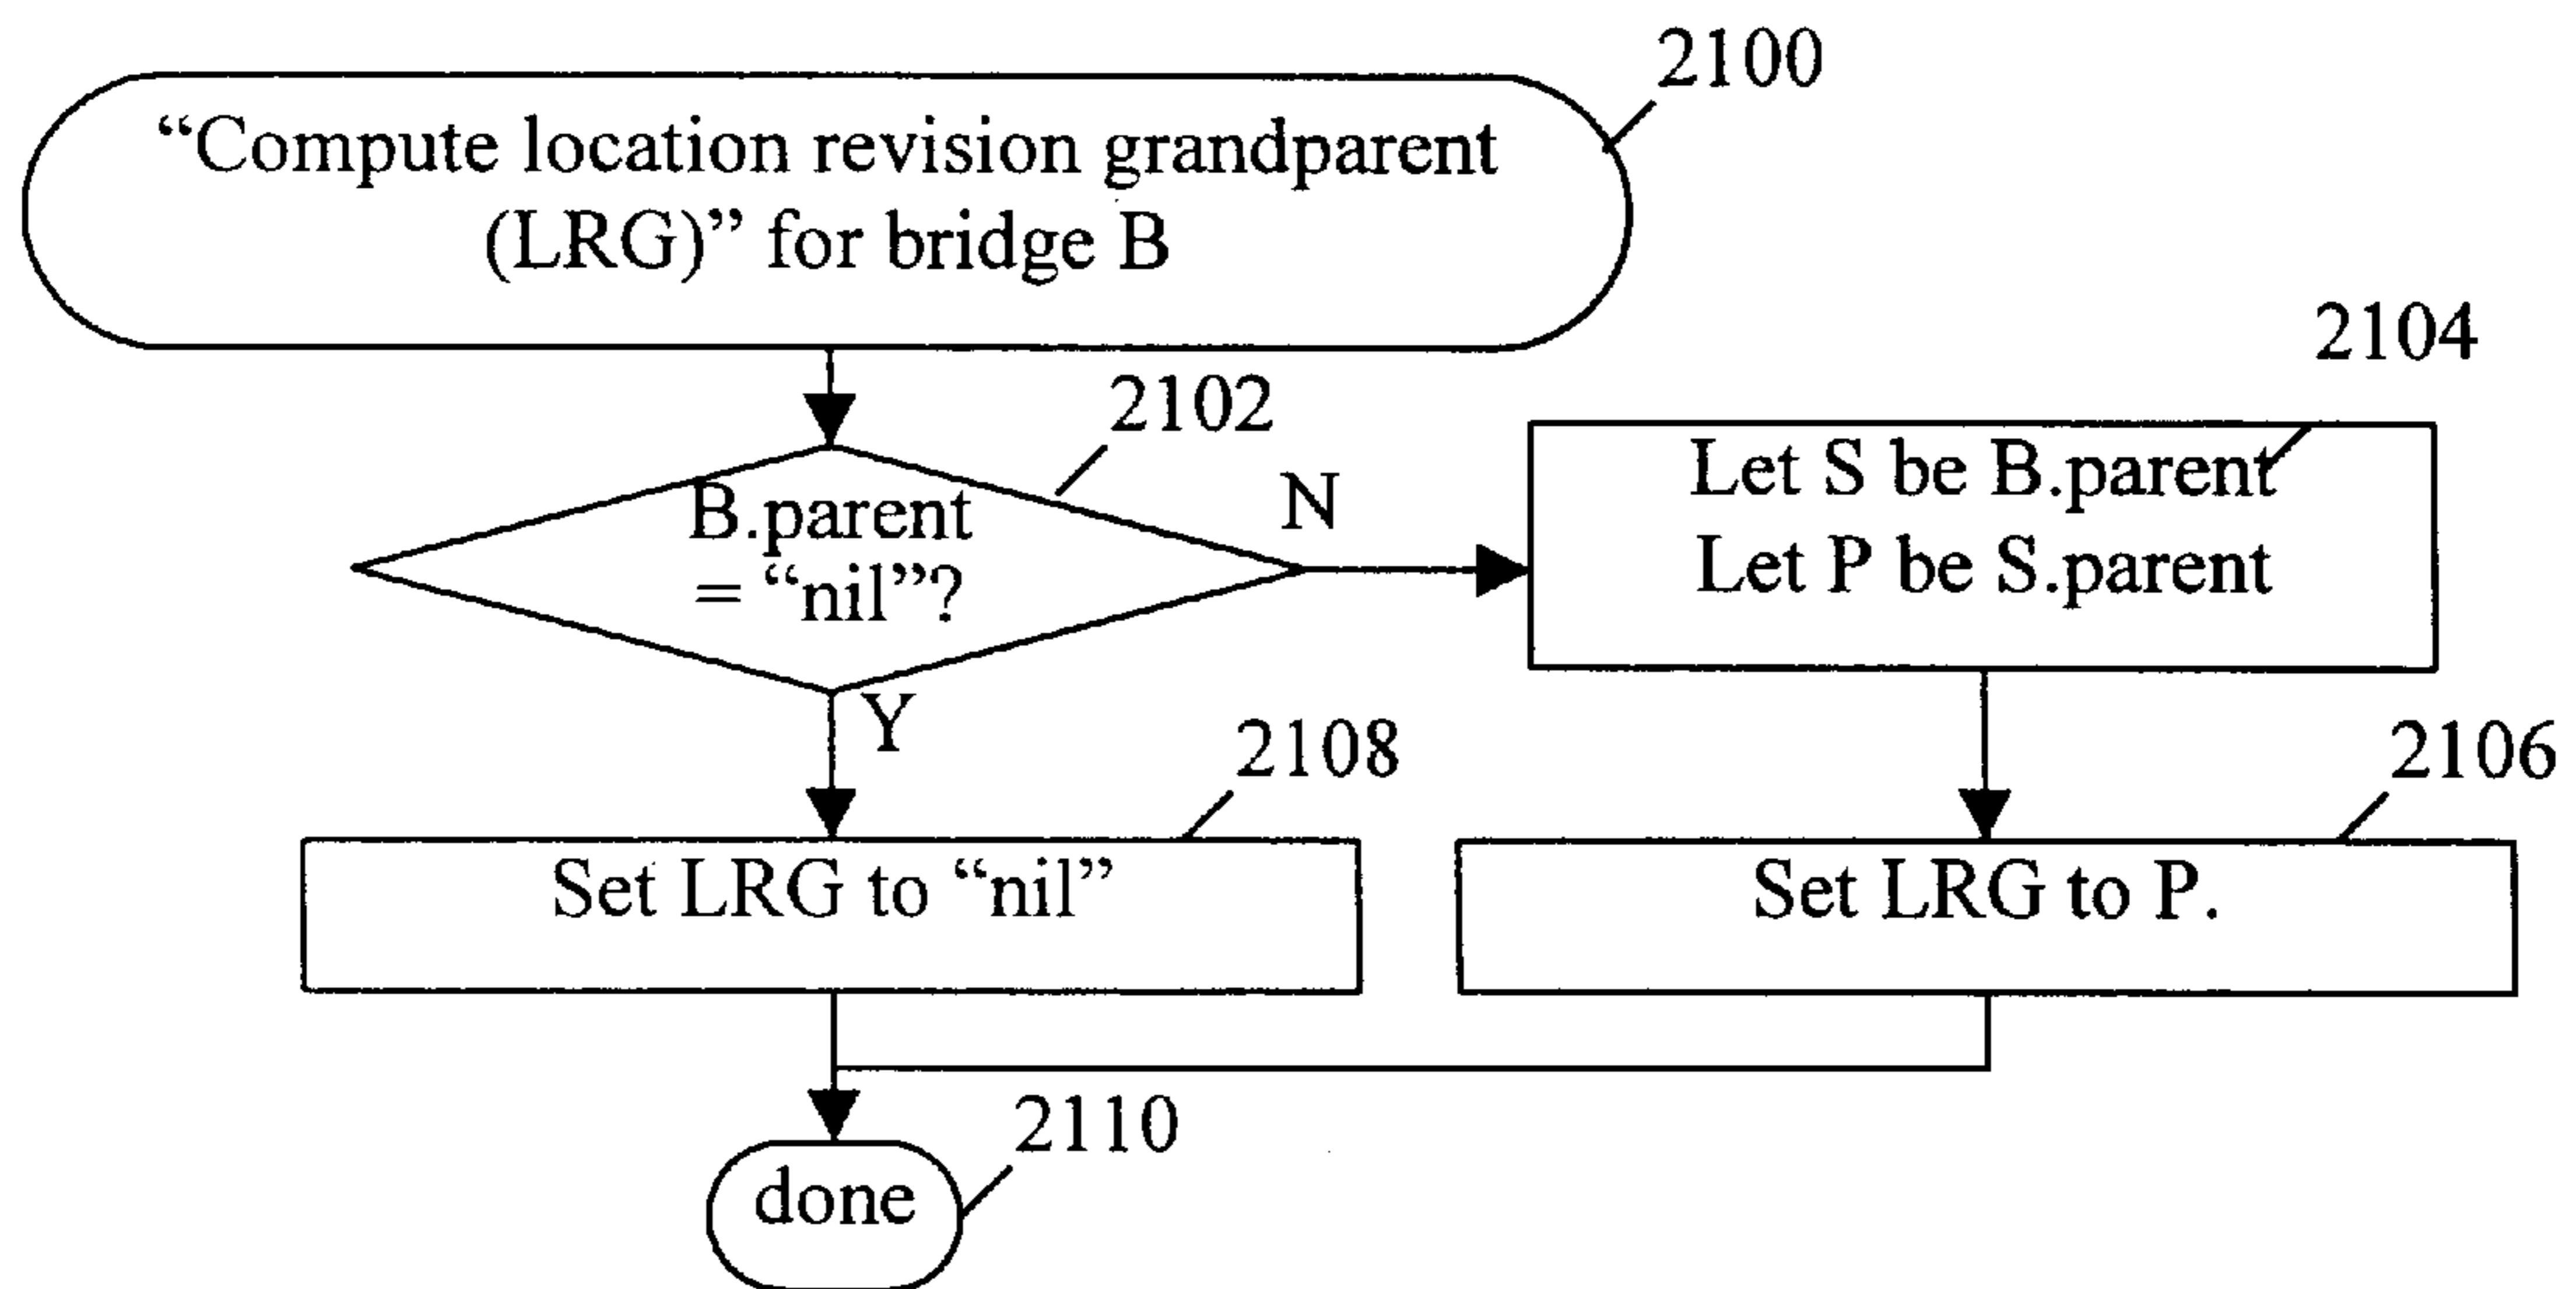 2100
“Compute location revision grandparent
(LRG)” for bridge B
2104
2102
B.parent
= “nil”?
N
Let S be B.parent
Let P be S.parent
Y
2108
2106
Set LRG to “nil”
Set LRG to P.
2110
done